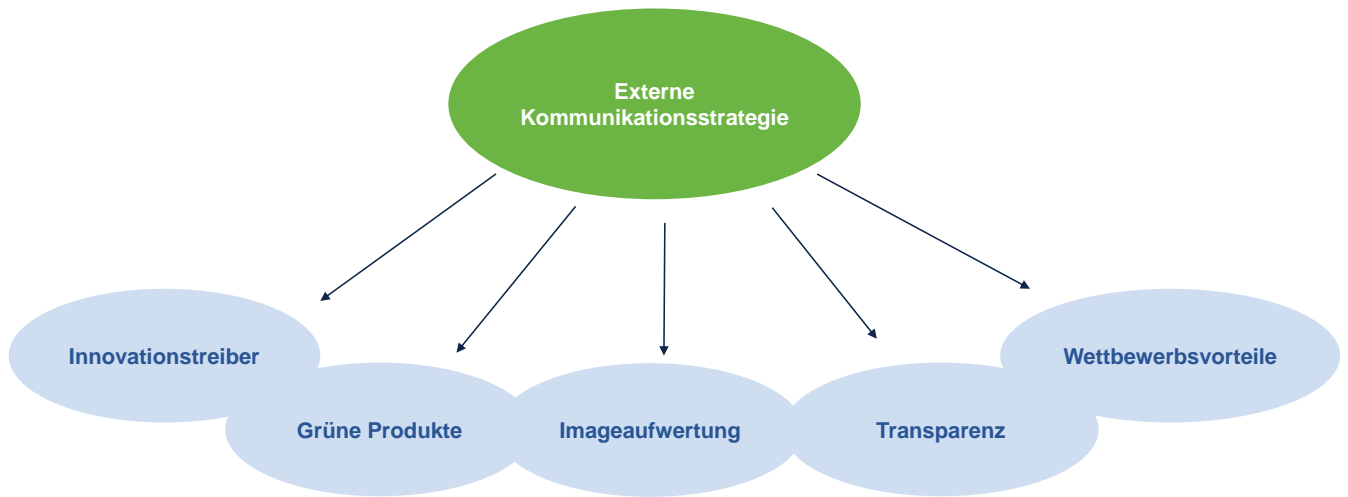 Externe
Kommunikationsstrategie
Innovationstreiber
Grüne Produkte
Imageaufwertung
Transparenz
Wettbewerbsvorteile